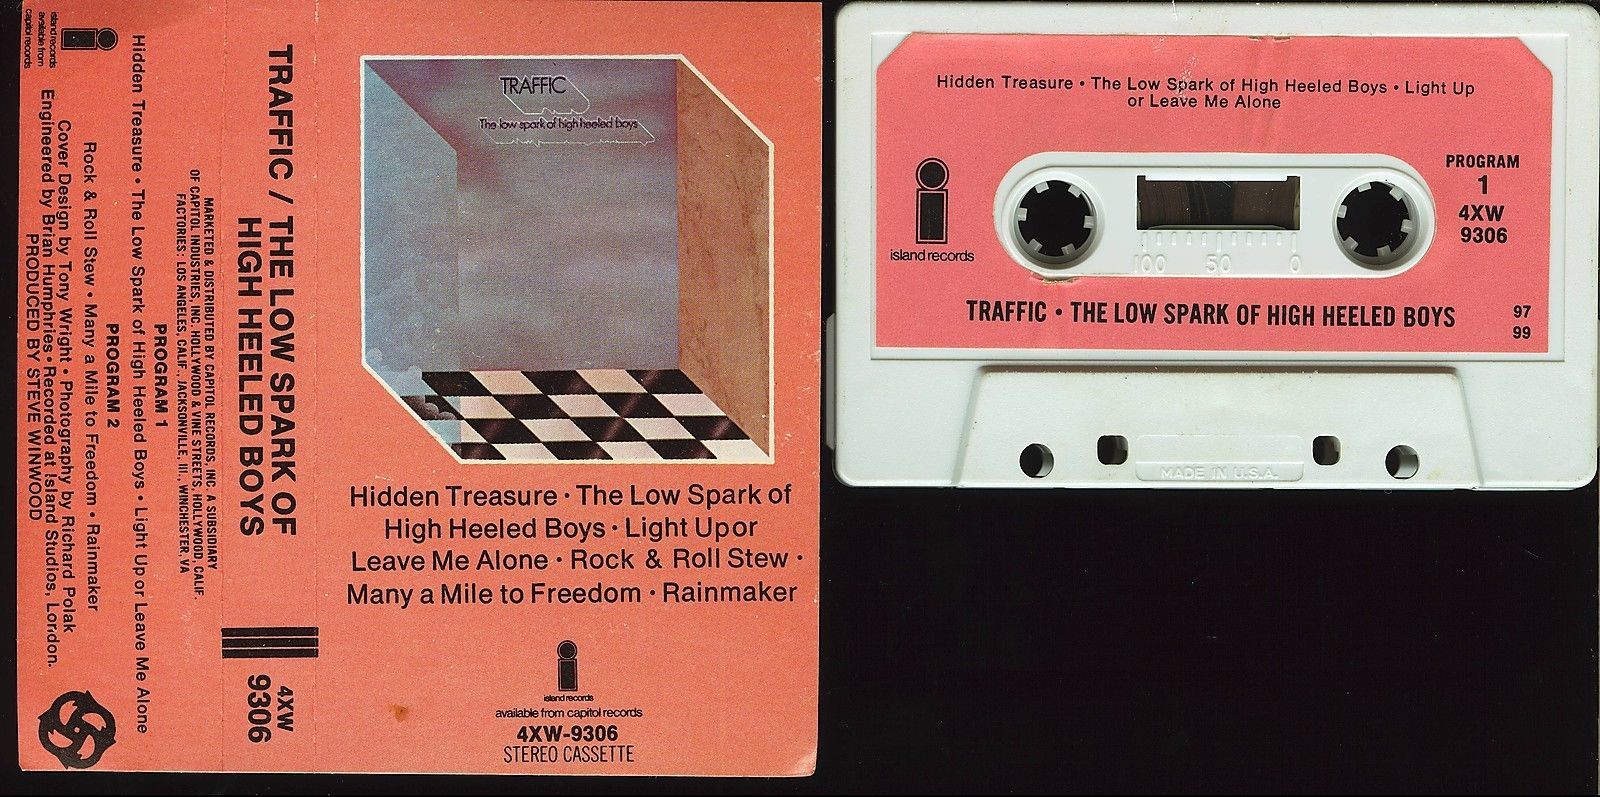 island records
available from
capitol records
Hidden Treasure • The Low Spark of High Heeled Boys • Light Up or Leave Me Alone
PROGRAM 1
PROGRAM 2
Rock & Roll Stew • Many a Mile to Freedom • Rainmaker
Cover Design by Tony Wright • Photography by Richard Polak
Engineered by Brian Humphries • Recorded at Island Studios, London.
PRODUCED BY STEVE WINWOOD
MARKETED & DISTRIBUTED BY CAPITOL RECORDS, INC. A SUBSIDIARY
OF CAPITOL INDUSTRIES, INC. HOLLYWOOD & VINE STREETS, HOLLYWOOD, CALIF.
FACTORIES: LOS ANGELES, CALIF., JACKSONVILLE, Ill., WINCHESTER, VA
TRAFFIC / THE LOW SPARK OF
HIGH HEELED BOYS
4XW
9306
TRAFFIC
The low spark of high heeled boys
Hidden Treasure · The Low Spark of
High Heeled Boys · Light Up or
Leave Me Alone · Rock & Roll Stew ·
Many a Mile to Freedom · Rainmaker
island records
available from capitol records
4XW-9306
STEREO CASSETTE
Hidden Treasure • The Low Spark of High Heeled Boys • Light Up
or Leave Me Alone
island records
PROGRAM
1
4XW
9306
100 50 0
TRAFFIC • THE LOW SPARK OF HIGH HEELED BOYS
97
99
MADE IN U.S.A.